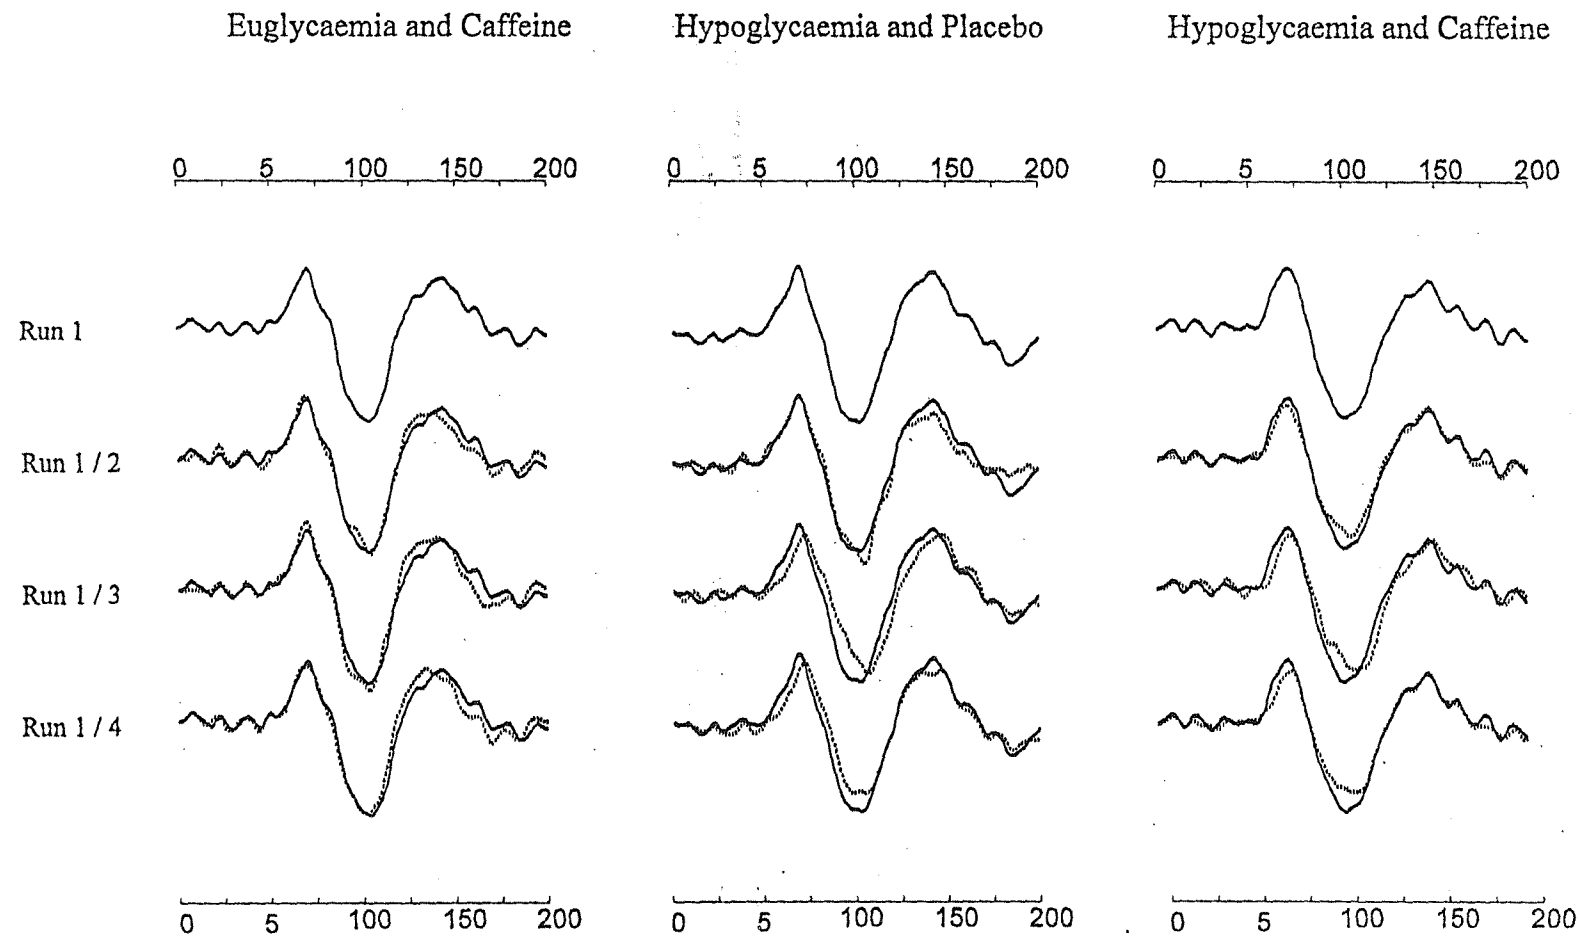 Euglycaemia and Caffeine Hypoglycaemia and Placebo Hypoglycaemia and Caffeine
0 5 100 150 200 0 5 100 150 200 0 5 100 150 200
Run 1
Run 1 / 2
Run 1 / 3
Run 1 / 4
0 5 100 150 200 0 5 100 150 200 0 5 100 150 200